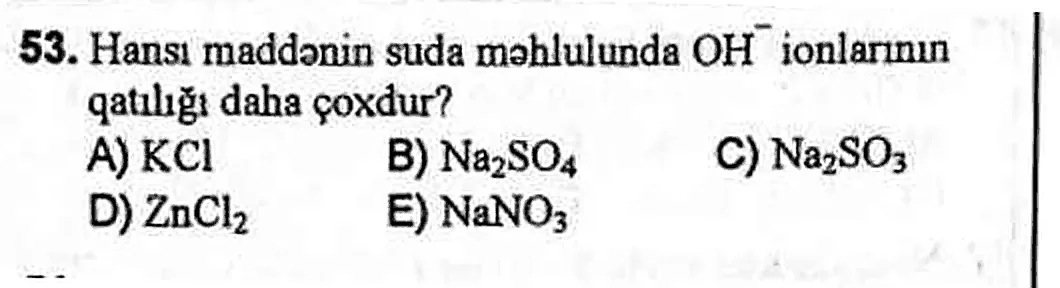 53. Hansı maddənin suda məhlulunda OH⁻ ionlarının
qatılığı daha çoxdur?
A) KCl B) Na₂SO₄ C) Na₂SO₃
D) ZnCl₂ E) NaNO₃